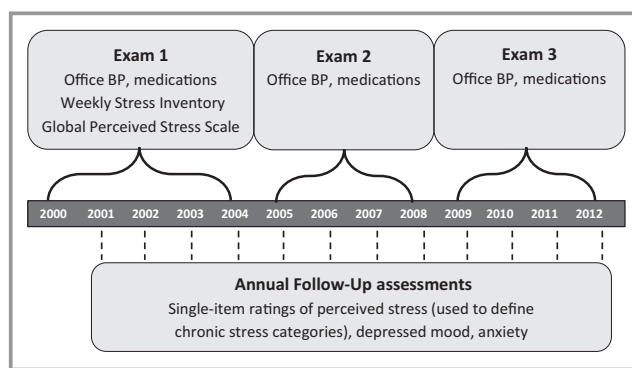 Exam 1
Office BP, medications
Weekly Stress Inventory
Global Perceived Stress Scale
Exam 2
Office BP, medications
Exam 3
Office BP, medications
2000 2001 2002 2003 2004 2005 2006 2007 2008 2009 2010 2011 2012
Annual Follow-Up assessments
Single-item ratings of perceived stress (used to define
chronic stress categories), depressed mood, anxiety